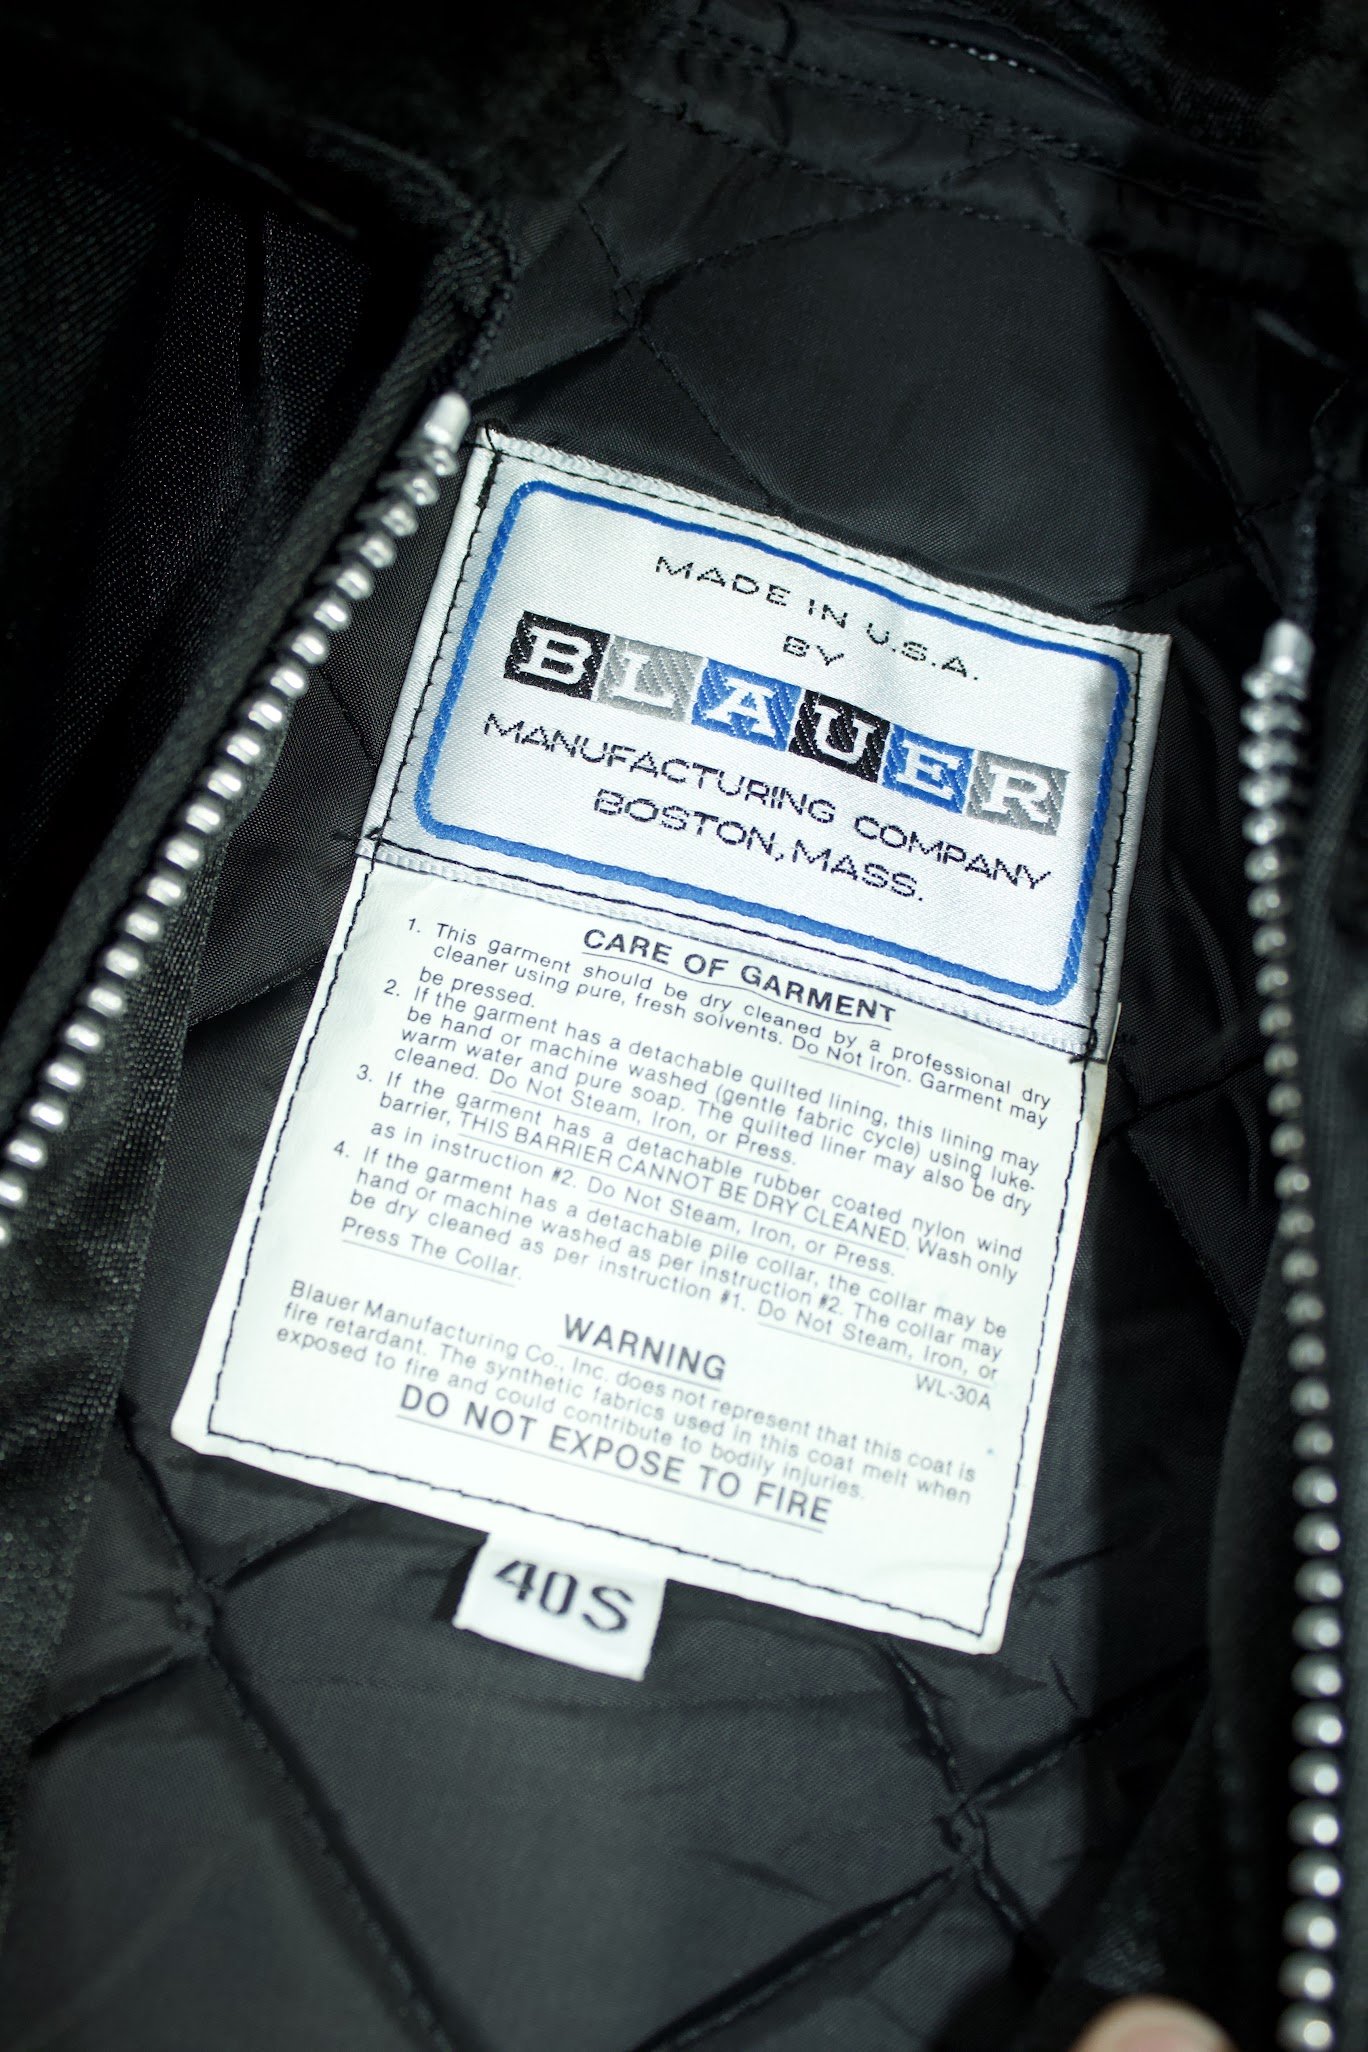 MADE IN U.S.A.
BY
BLAUER
MANUFACTURING COMPANY
BOSTON, MASS.
CARE OF GARMENT
1. This garment should be dry cleaned by a professional dry
cleaner using pure, fresh solvents. Do Not Iron. Garment may
be pressed.
2. If the garment has a detachable quilted lining, this lining may
be hand or machine washed (gentle fabric cycle) using luke-
warm water and pure soap. The quilted liner may also be dry
cleaned. Do Not Steam, Iron, or Press.
3. If the garment has a detachable rubber coated nylon wind
barrier, THIS BARRIER CANNOT BE DRY CLEANED. Wash only
as in instruction #2. Do Not Steam, Iron, or Press.
4. If the garment has a detachable pile collar, the collar may be
hand or machine washed as per instruction #2. The collar may
be dry cleaned as per instruction #1. Do Not Steam, Iron, or
Press The Collar.
WL-30A
WARNING
Blauer Manufacturing Co., Inc. does not represent that this coat is
fire retardant. The synthetic fabrics used in this coat melt when
exposed to fire and could contribute to bodily injuries.
DO NOT EXPOSE TO FIRE
40S